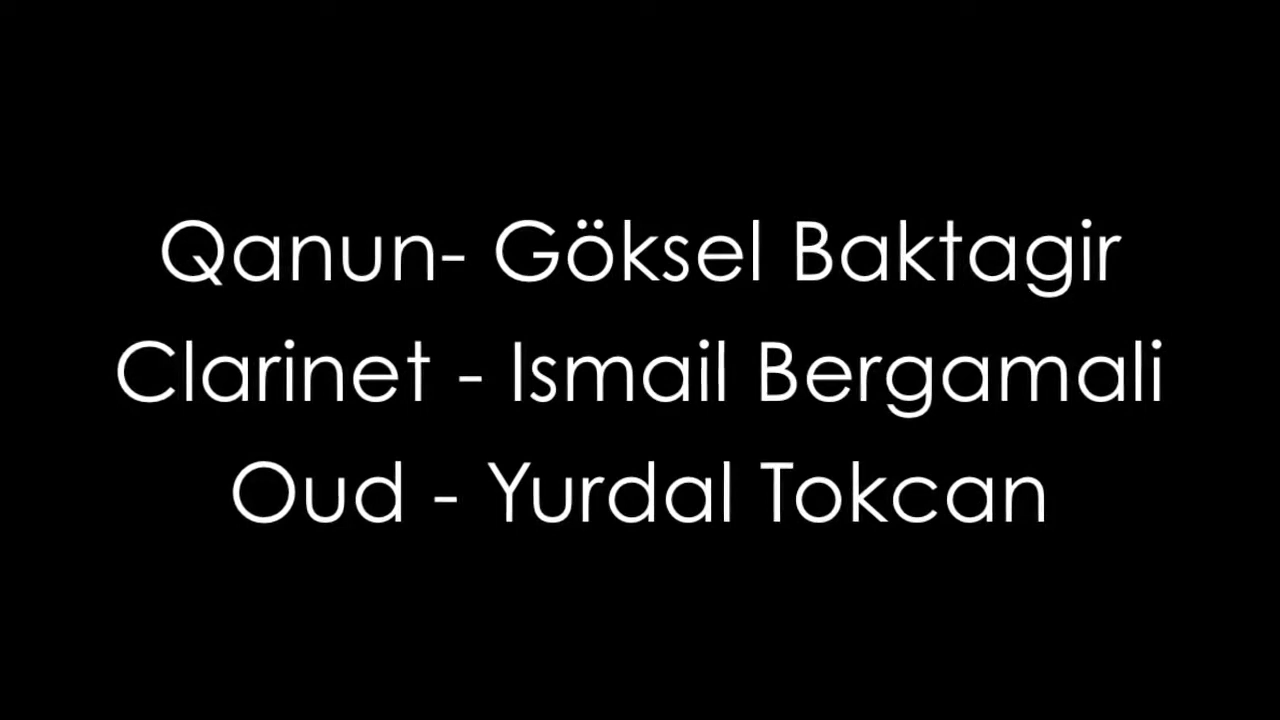 Qanun- Göksel Baktagir
Clarinet - Ismail Bergamali
Oud - Yurdal Tokcan